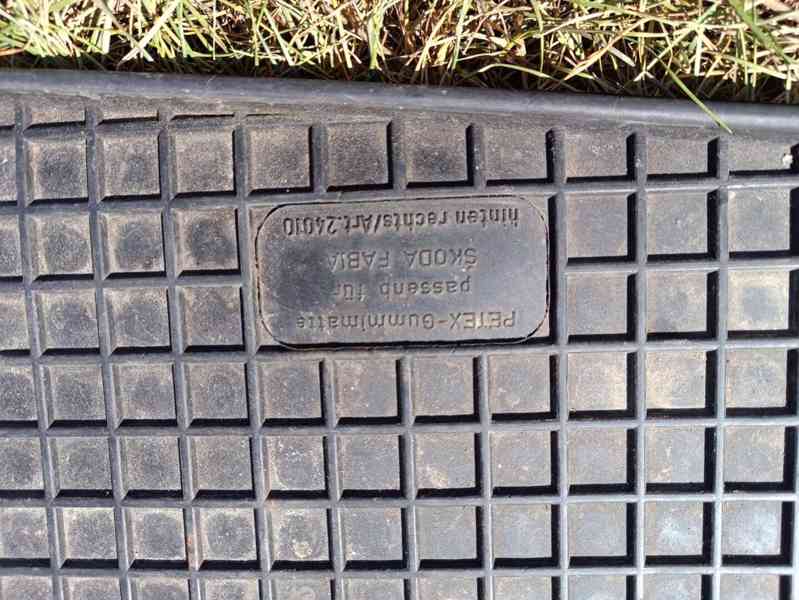 PETEX-Gummimatte
passend für
ŠKODA FABIA
hinten rechts/Art.24010